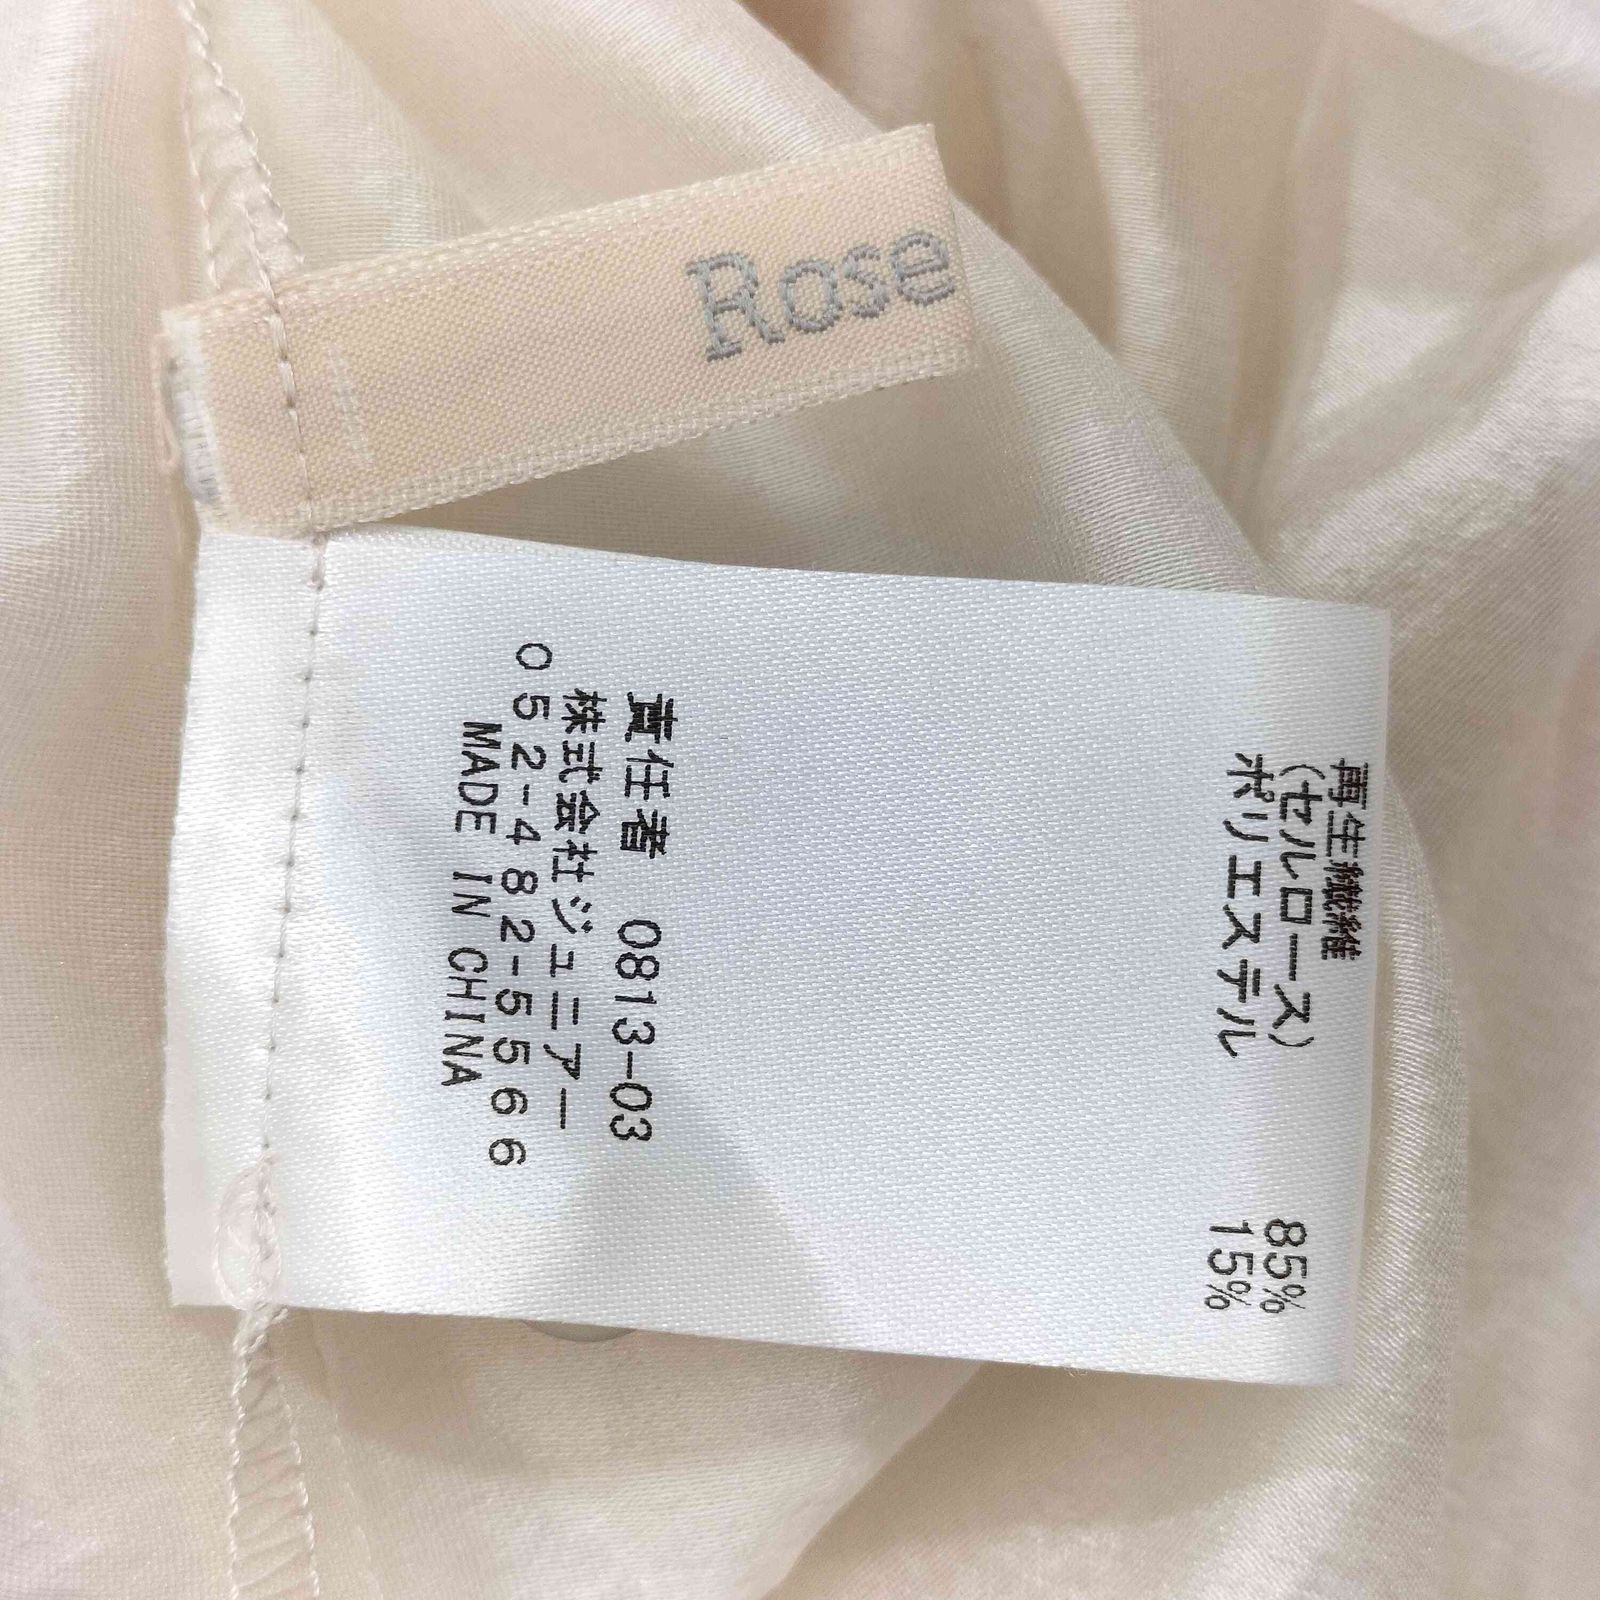 Rose
再生繊維
(セルロース) 85%
ポリエステル 15%
責任者 0813-03
株式会社ジュニアー
052-482-5566
MADE IN CHINA